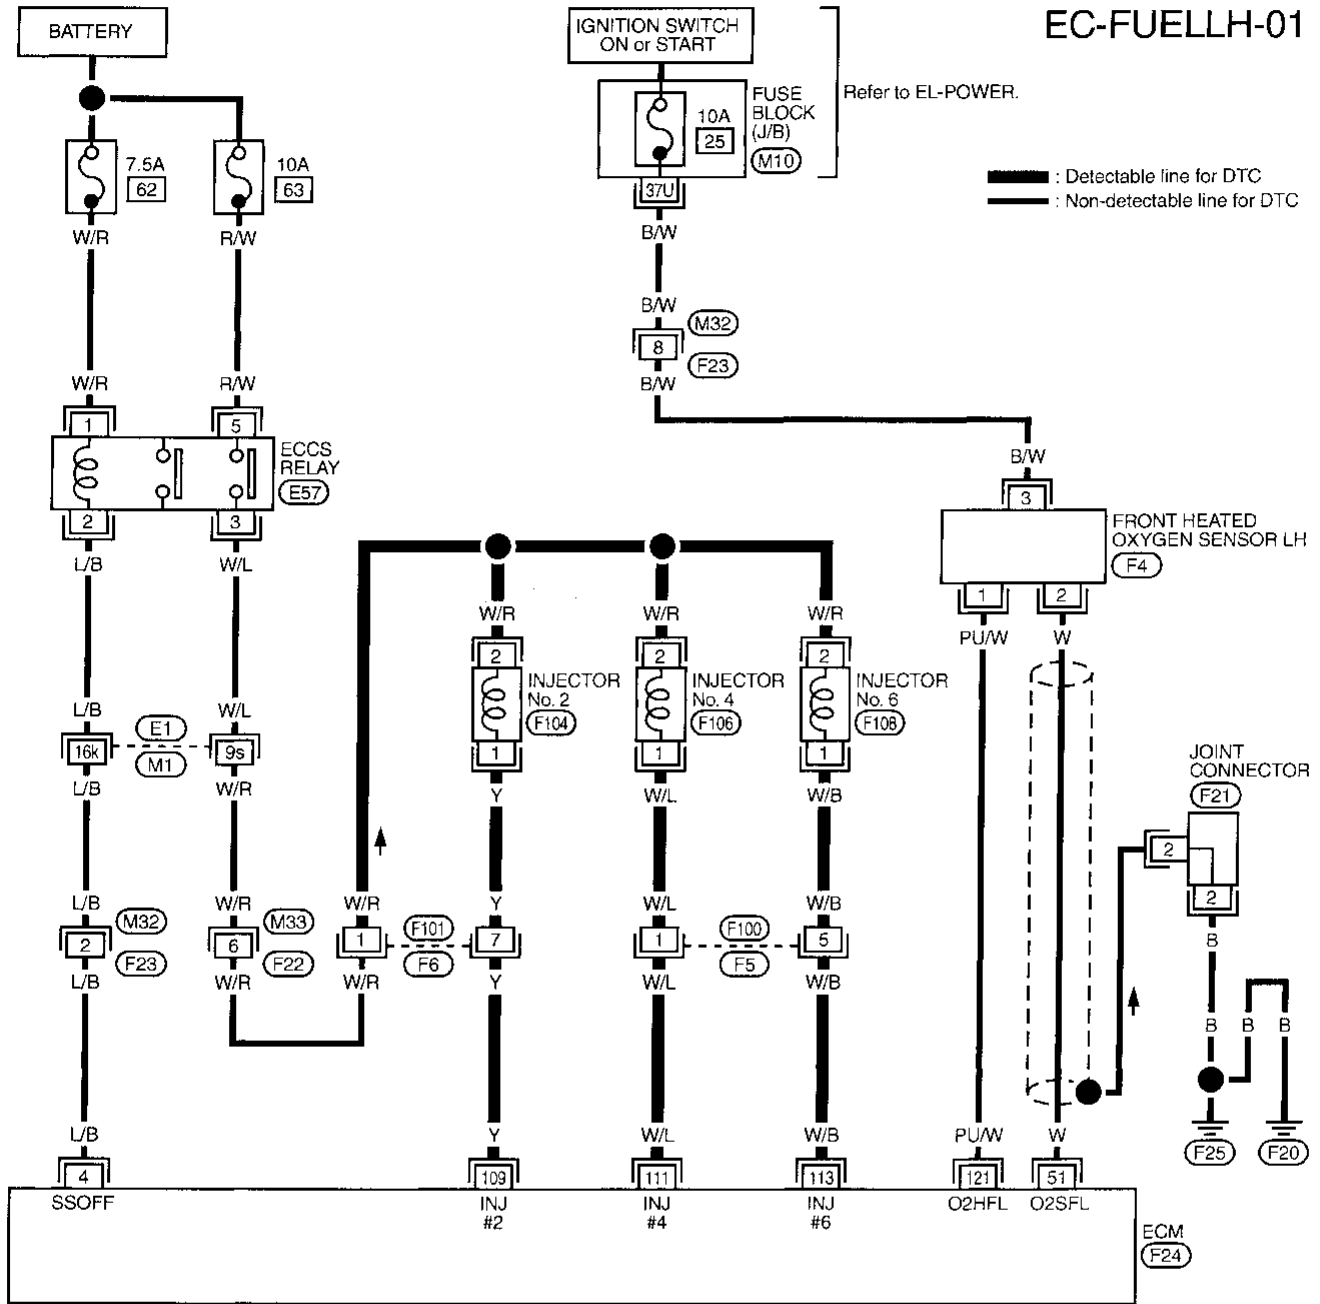 EC-FUELLH-01
BATTERY
IGNITION SWITCH
ON or START
Refer to EL-POWER.
FUSE
BLOCK
(J/B)
M10
10A
25
37U
7.5A
62
10A
63
: Detectable line for DTC
: Non-detectable line for DTC
W/R
R/W
B/W
B/W
M32
8
F23
B/W
W/R
R/W
1
5
ECCS
RELAY
E57
2
3
B/W
3
FRONT HEATED
OXYGEN SENSOR LH
F4
1
2
L/B
W/L
W/R
W/R
W/R
PU/W
W
2
2
2
INJECTOR
No. 2
F104
INJECTOR
No. 4
F106
INJECTOR
No. 6
F108
1
1
1
L/B
W/L
E1
16k
9s
M1
L/B
W/R
Y
W/L
W/B
JOINT
CONNECTOR
F21
2
2
L/B
W/R
W/R
Y
W/L
W/B
M32
M33
F101
F100
2
6
1
7
1
5
F23
F22
F6
F5
L/B
W/R
W/R
Y
W/L
W/B
B
B
B
B
L/B
Y
W/L
W/B
PU/W
W
F25
F20
4
109
111
113
121
51
SSOFF
INJ
#2
INJ
#4
INJ
#6
O2HFL
O2SFL
ECM
F24